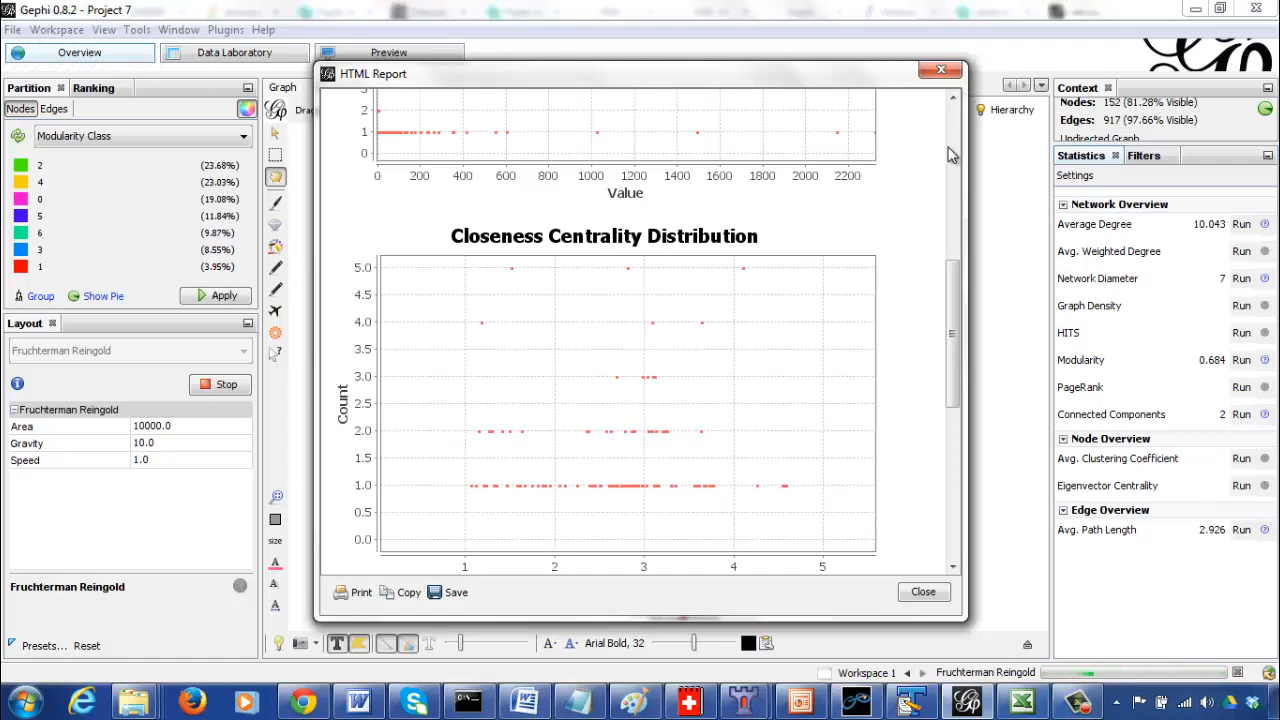 Gephi 0.8.2 - Project 7
File Workspace View Tools Window Plugins Help
Overview
Data Laboratory
Preview
Partition
Ranking
Nodes Edges
Modularity Class
2 (23.68%)
4 (23.03%)
0 (19.08%)
5 (11.84%)
6 (9.87%)
3 (8.55%)
1 (3.95%)
Group
Show Pie
Apply
Layout
Fruchterman Reingold
Stop
Fruchterman Reingold
Area 10000.0
Gravity 10.0
Speed 1.0
Fruchterman Reingold
Presets... Reset
Graph
Drag
size
A
A
A
HTML Report
3
2
1
0
0 200 400 600 800 1000 1200 1400 1600 1800 2000 2200
Value
Closeness Centrality Distribution
Count
5.0
4.5
4.0
3.5
3.0
2.5
2.0
1.5
1.0
0.5
0.0
1 2 3 4 5
Print Copy Save
Close
T T A- A- Arial Bold, 32
Hierarchy
Context
Nodes: 152 (81.28% Visible)
Edges: 917 (97.66% Visible)
Undirected Graph
Statistics
Filters
Settings
Network Overview
Average Degree 10.043 Run
Avg. Weighted Degree Run
Network Diameter 7 Run
Graph Density Run
HITS Run
Modularity 0.684 Run
PageRank Run
Connected Components 2 Run
Node Overview
Avg. Clustering Coefficient Run
Eigenvector Centrality Run
Edge Overview
Avg. Path Length 2.926 Run
Workspace 1
Fruchterman Reingold